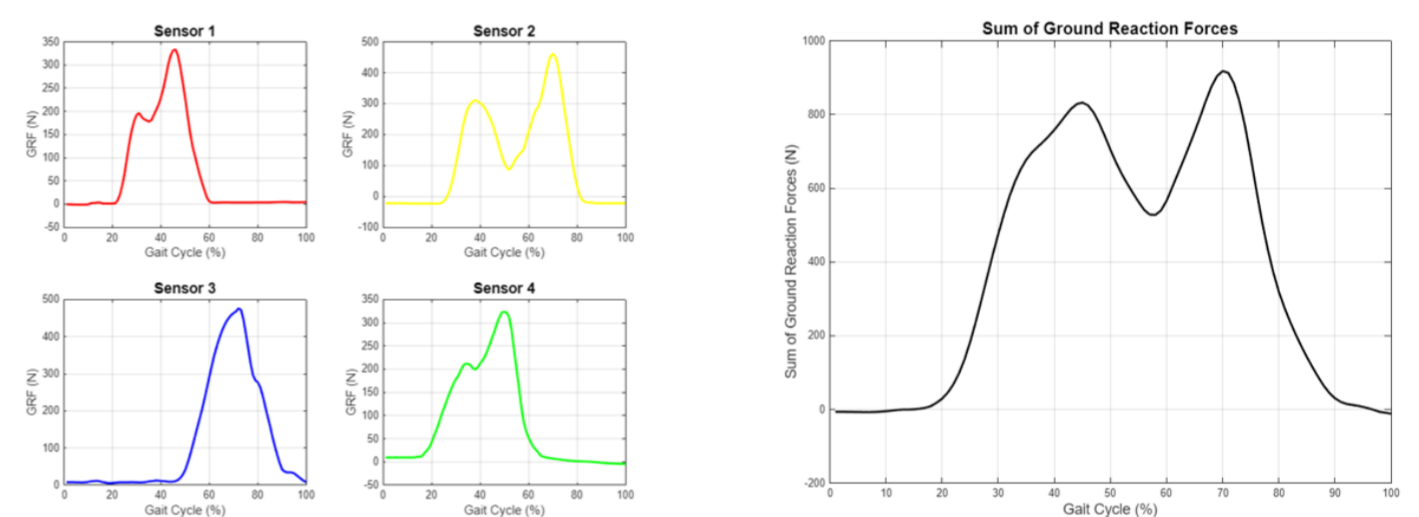 Sensor 1
GRF (N)
350
300
250
200
150
100
50
0
-50
0 20 40 60 80 100
Gait Cycle (%)
Sensor 2
GRF (N)
500
400
300
200
100
0
-100
0 20 40 60 80 100
Gait Cycle (%)
Sensor 3
GRF (N)
500
400
300
200
100
0
0 20 40 60 80 100
Gait Cycle (%)
Sensor 4
GRF (N)
350
300
250
200
150
100
50
0
-50
0 20 40 60 80 100
Gait Cycle (%)
Sum of Ground Reaction Forces
Sum of Ground Reaction Forces (N)
1000
800
600
400
200
0
-200
0 10 20 30 40 50 60 70 80 90 100
Gait Cycle (%)